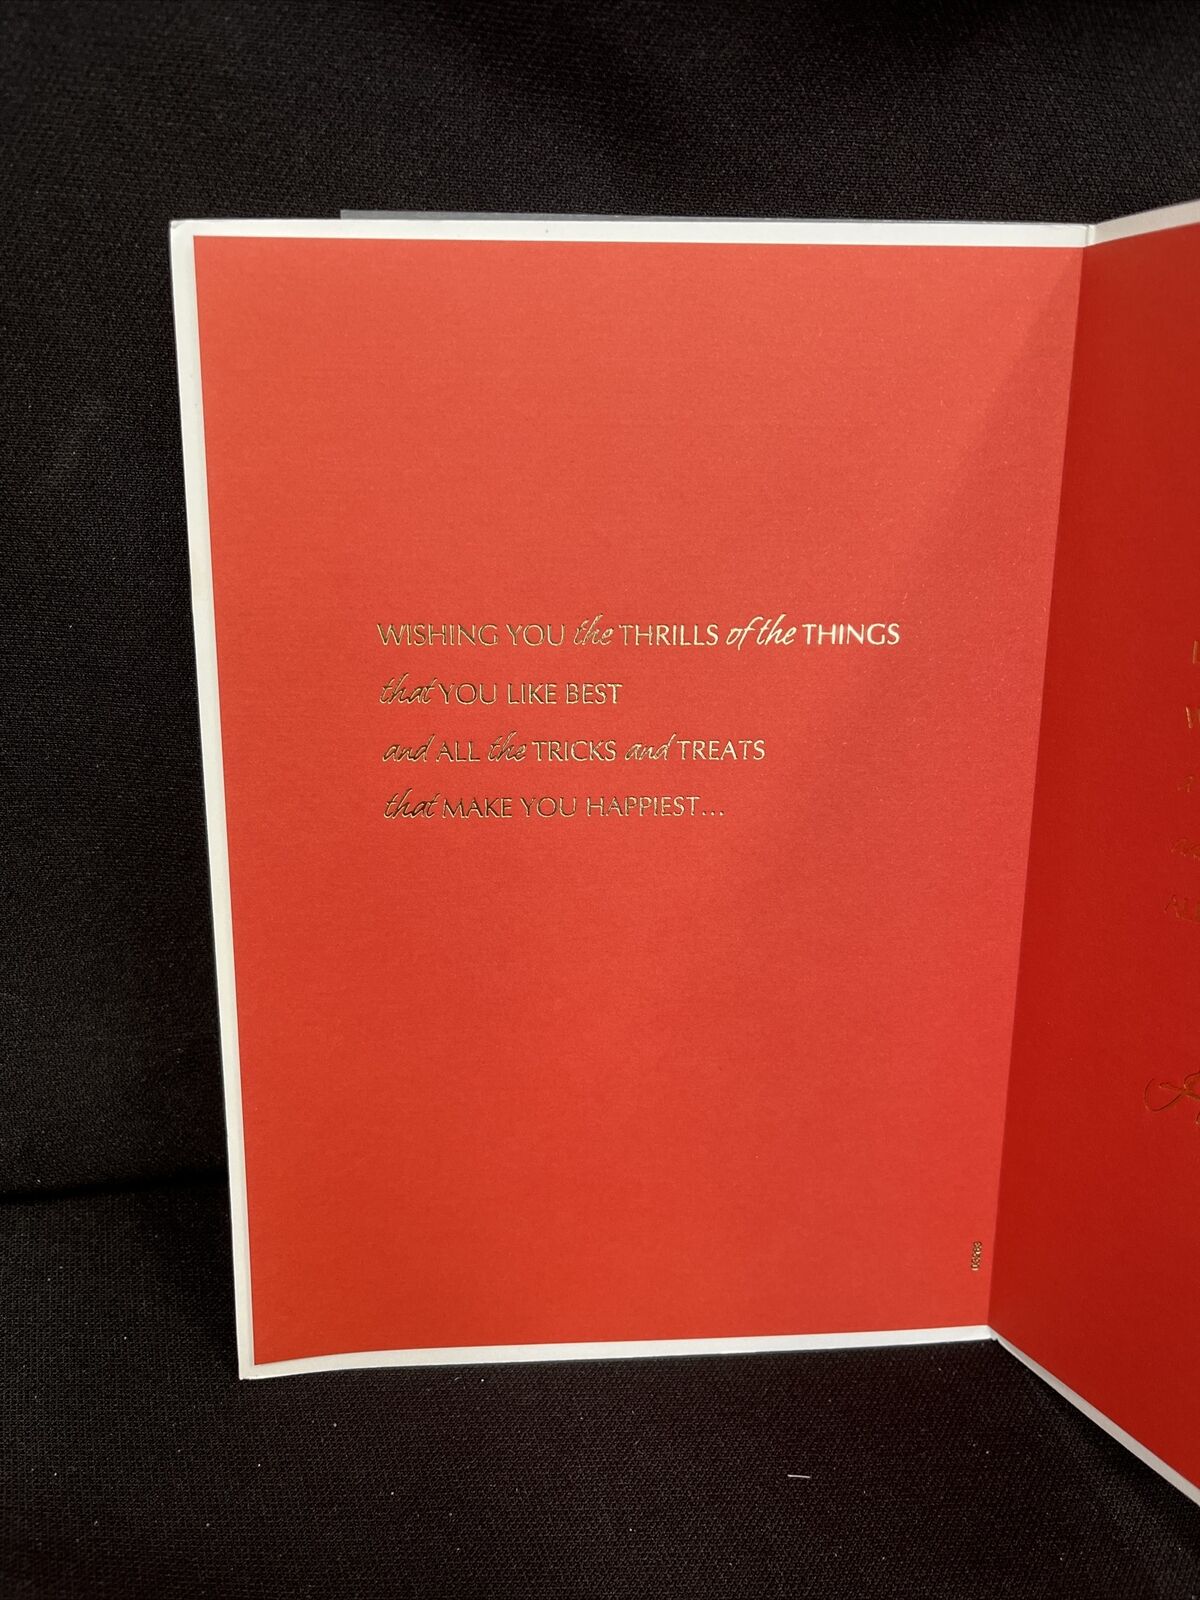 WISHING YOU the THRILLS of the THINGS
that YOU LIKE BEST
and ALL the TRICKS and TREATS
that MAKE YOU HAPPIEST...